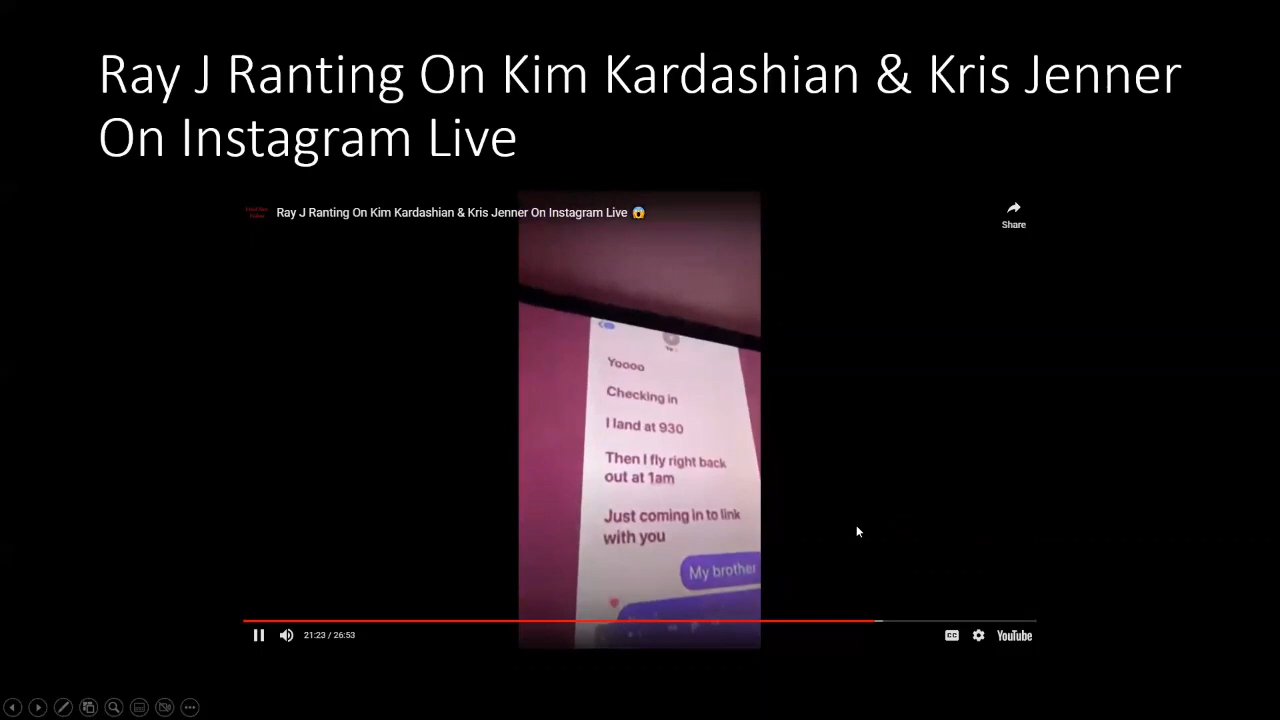 Ray J Ranting On Kim Kardashian & Kris Jenner
On Instagram Live
Ray J Ranting On Kim Kardashian & Kris Jenner On Instagram Live 😱
Share
Yoooo
Checking in
I land at 930
Then I fly right back
out at 1am
Just coming in to link
with you
My brother
21:23 / 26:53
CC
YouTube